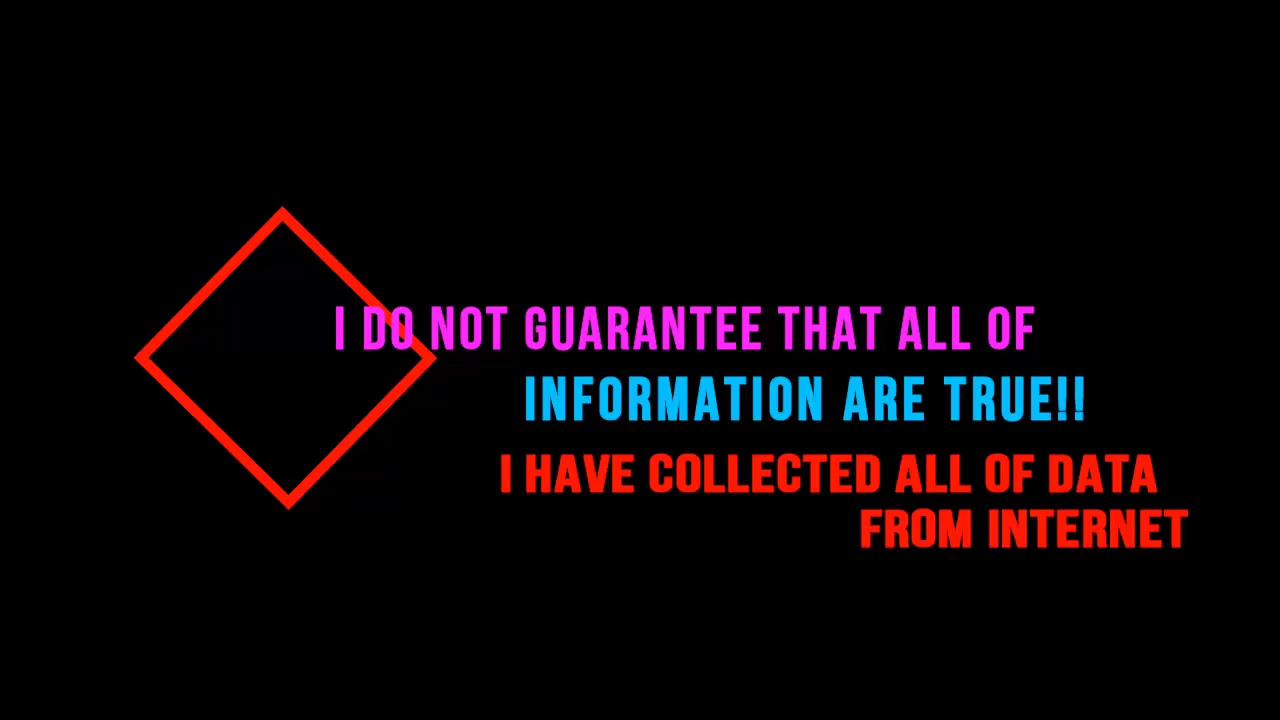 I DO NOT GUARANTEE THAT ALL OF
INFORMATION ARE TRUE!!
I HAVE COLLECTED ALL OF DATA
FROM INTERNET